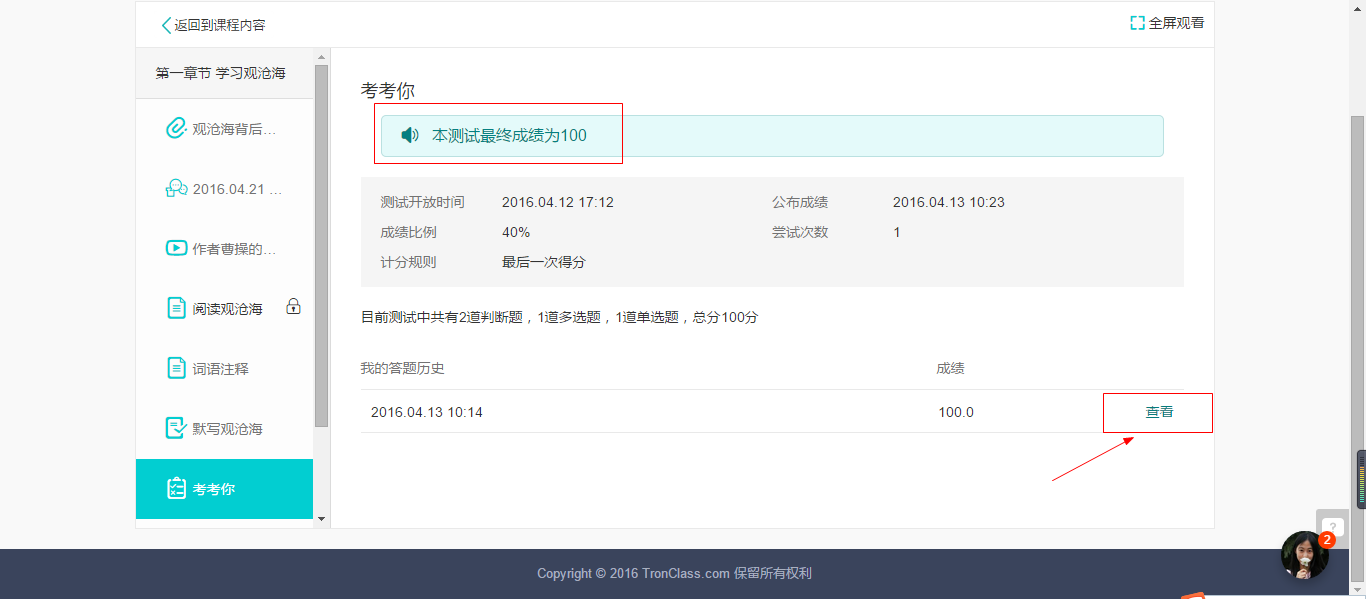 返回到课程内容
全屏观看
第一章节 学习观沧海
观沧海背后...
2016.04.21 ...
作者曹操的...
阅读观沧海
词语注释
默写观沧海
考考你
考考你
本测试最终成绩为100
测试开放时间 2016.04.12 17:12 公布成绩 2016.04.13 10:23
成绩比例 40% 尝试次数 1
计分规则 最后一次得分
目前测试中共有2道判断题，1道多选题，1道单选题，总分100分
我的答题历史 成绩
2016.04.13 10:14 100.0 查看
?
2
Copyright © 2016 TronClass.com 保留所有权利